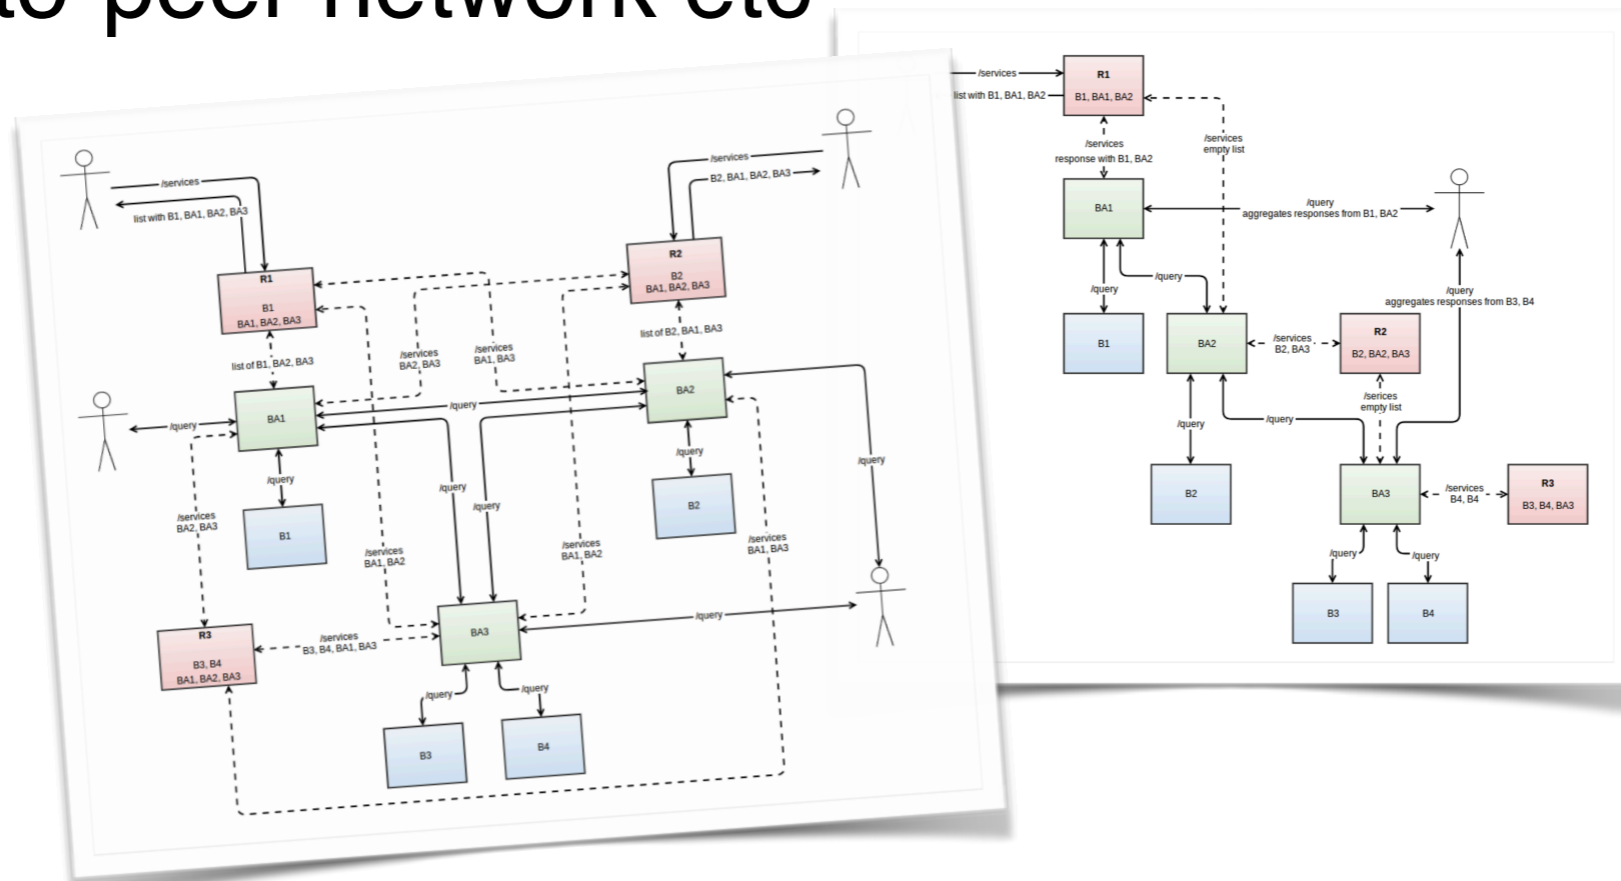 to peer network etc
/services
list with B1, BA1, BA2, BA3
/services
B2, BA1, BA2, BA3
R1
B1
BA1, BA2, BA3
R2
B2
BA1, BA2, BA3
list of B1, BA2, BA3
/services
BA2, BA3
/services
BA1, BA3
list of B2, BA1, BA3
BA1
/query
BA2
/query
/query
/query
/query
/query
/query
/services
BA2, BA3
B1
B2
/services
BA1, BA2
/services
BA1, BA2
/services
BA1, BA3
R3
B3, B4
BA1, BA2, BA3
/services
B3, B4, BA1, BA3
BA3
/query
/query
/query
B3
B4
/services
list with B1, BA1, BA2
R1
B1, BA1, BA2
/services
response with B1, BA2
/services
empty list
BA1
/query
aggregates responses from B1, BA2
/query
/query
/query
aggregates responses from B3, B4
B1
BA2
/services
B2, BA3
R2
B2, BA2, BA3
/serices
empty list
/query
/query
B2
BA3
/services
B4, B4
R3
B3, B4, BA3
/query
/query
B3
B4